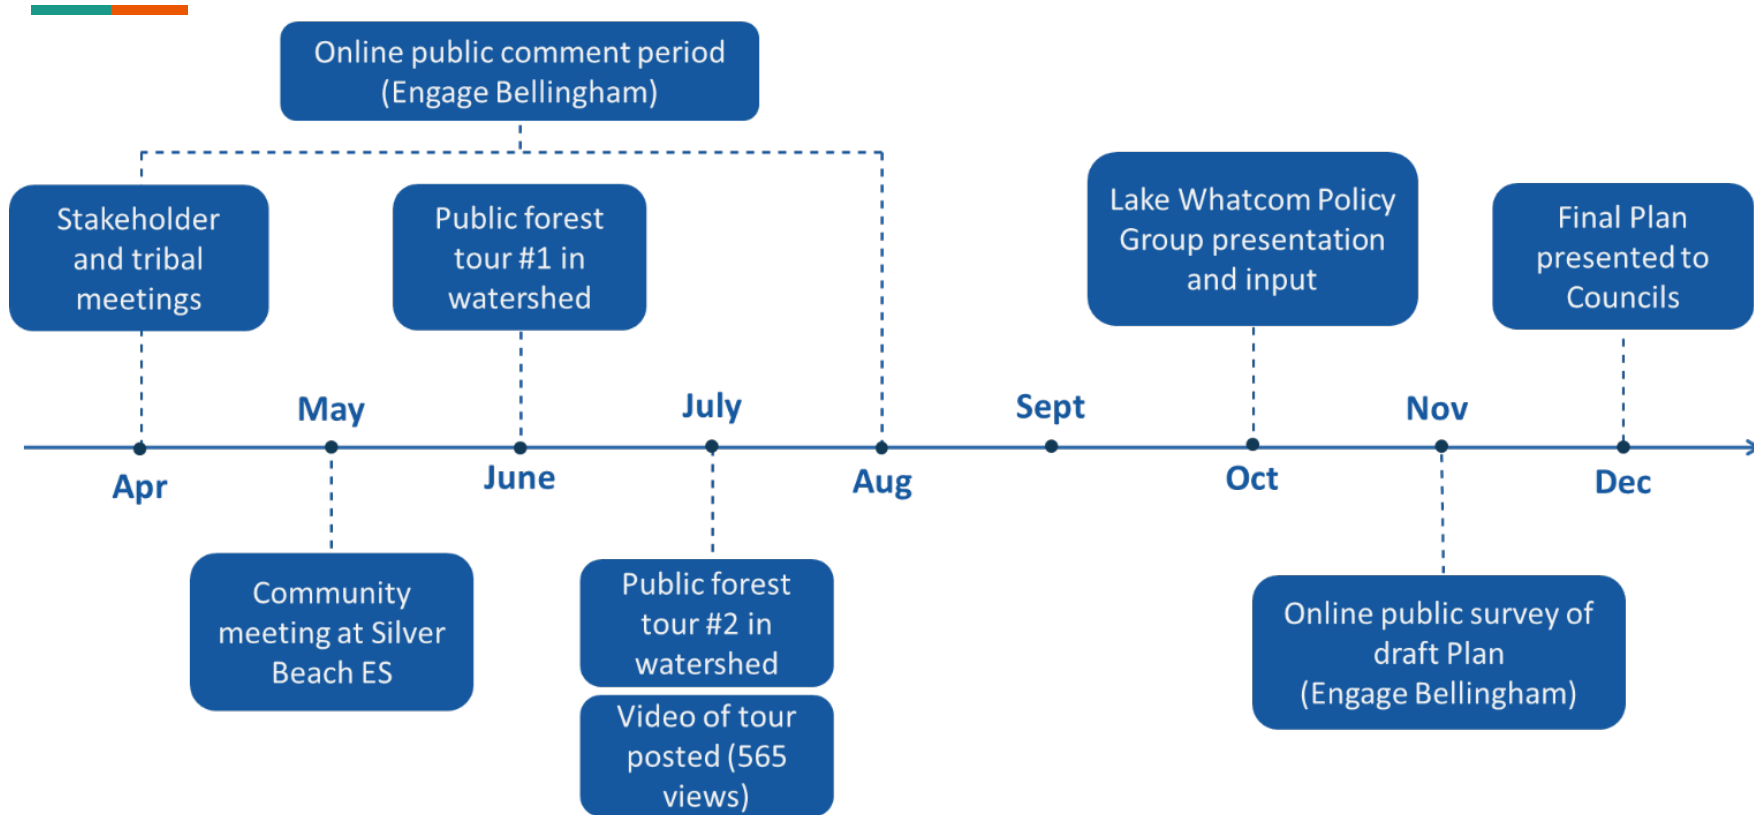 Online public comment period
(Engage Bellingham)
Stakeholder
and tribal
meetings
Public forest
tour #1 in
watershed
Lake Whatcom Policy
Group presentation
and input
Final Plan
presented to
Councils
May
July
Sept
Nov
Apr
June
Aug
Oct
Dec
Community
meeting at Silver
Beach ES
Public forest
tour #2 in
watershed
Video of tour
posted (565
views)
Online public survey of
draft Plan
(Engage Bellingham)